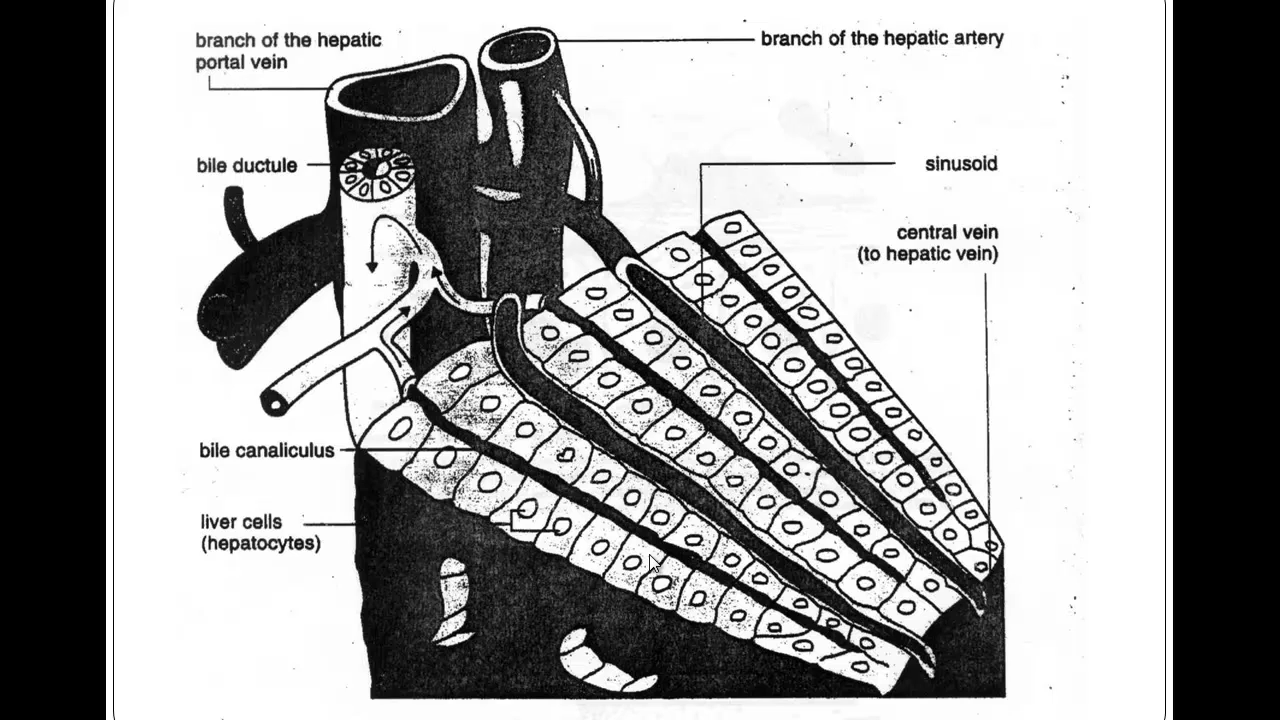 branch of the hepatic
portal vein
branch of the hepatic artery
bile ductule
sinusoid
central vein
(to hepatic vein)
bile canaliculus
liver cells
(hepatocytes)